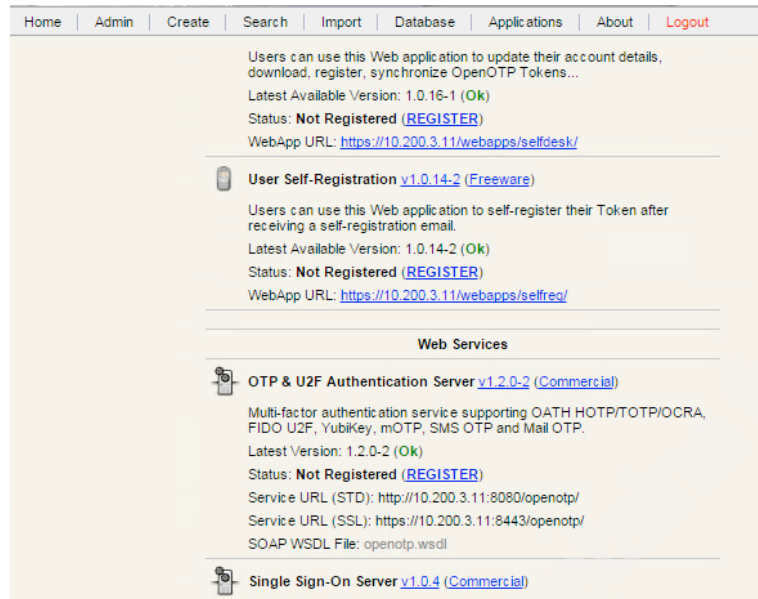 Home | Admin | Create | Search | Import | Database | Applications | About | Logout
Users can use this Web application to update their account details,
download, register, synchronize OpenOTP Tokens...
Latest Available Version: 1.0.16-1 (Ok)
Status: Not Registered (REGISTER)
WebApp URL: https://10.200.3.11/webapps/selfdesk/
User Self-Registration v1.0.14-2 (Freeware)
Users can use this Web application to self-register their Token after
receiving a self-registration email.
Latest Available Version: 1.0.14-2 (Ok)
Status: Not Registered (REGISTER)
WebApp URL: https://10.200.3.11/webapps/selfreg/
Web Services
OTP & U2F Authentication Server v1.2.0-2 (Commercial)
Multi-factor authentication service supporting OATH HOTP/TOTP/OCRA,
FIDO U2F, YubiKey, mOTP, SMS OTP and Mail OTP.
Latest Version: 1.2.0-2 (Ok)
Status: Not Registered (REGISTER)
Service URL (STD): http://10.200.3.11:8080/openotp/
Service URL (SSL): https://10.200.3.11:8443/openotp/
SOAP WSDL File: openotp.wsdl
Single Sign-On Server v1.0.4 (Commercial)